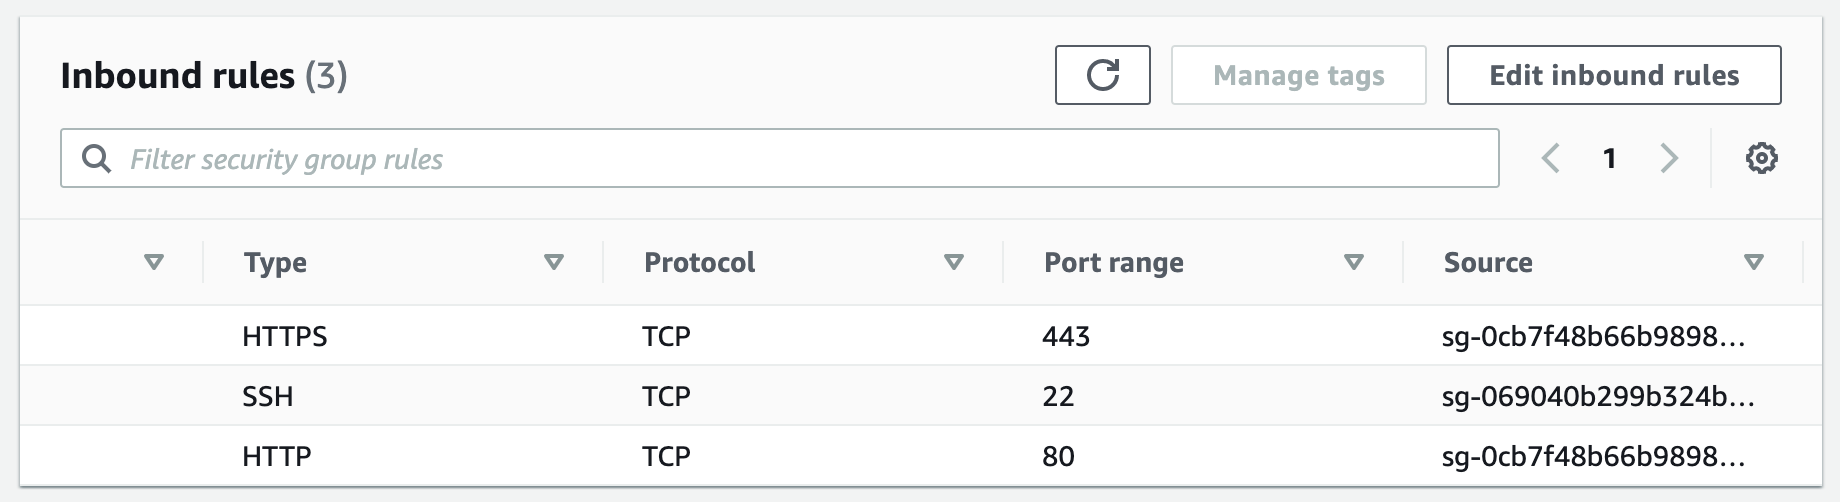 Inbound rules (3)
Manage tags
Edit inbound rules
Filter security group rules
1
Type Protocol Port range Source
HTTPS TCP 443 sg-0cb7f48b66b9898...
SSH TCP 22 sg-069040b299b324b...
HTTP TCP 80 sg-0cb7f48b66b9898...